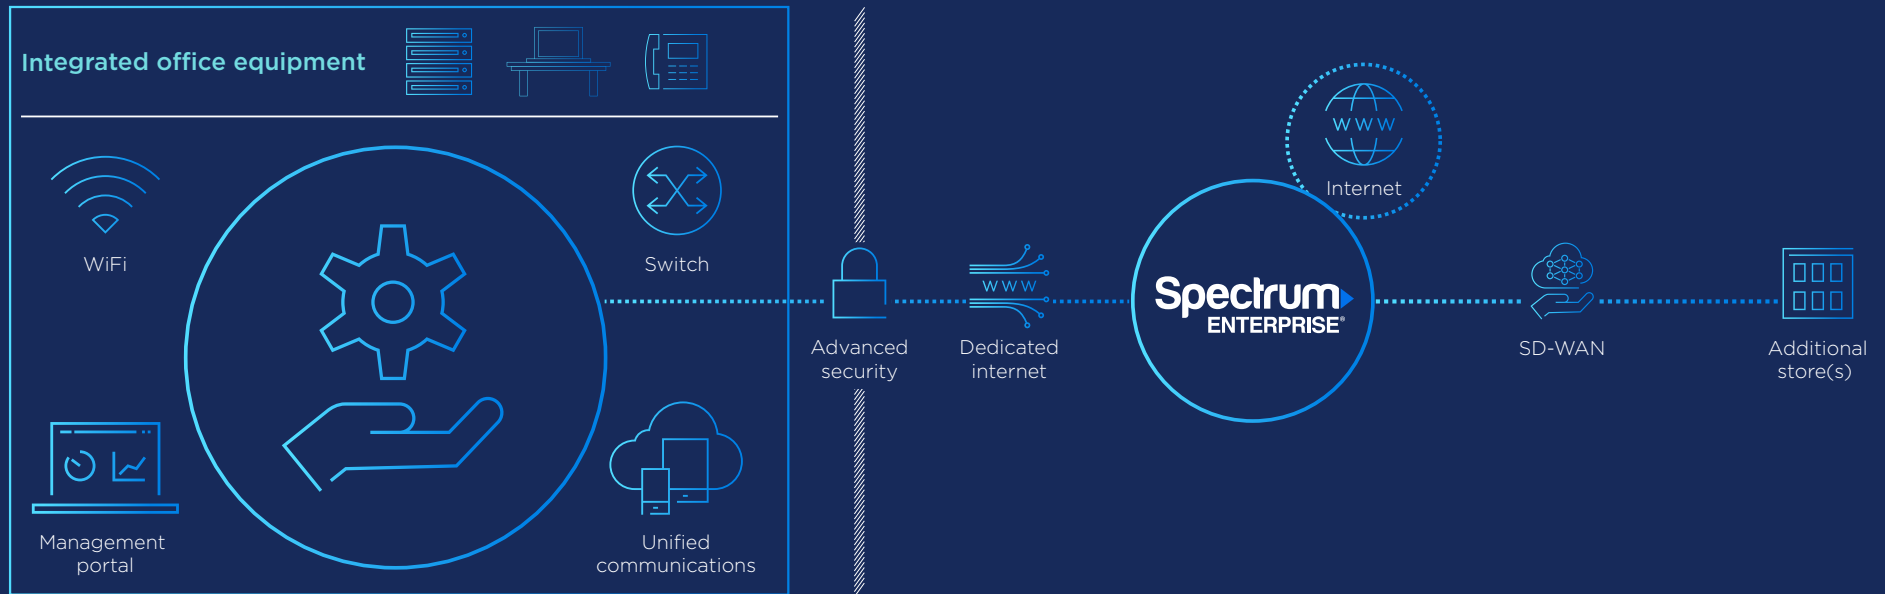 Integrated office equipment
WiFi
Switch
Management
portal
Unified
communications
Advanced
security
WWW
Dedicated
internet
Spectrum
ENTERPRISE®
WWW
Internet
SD-WAN
Additional
store(s)